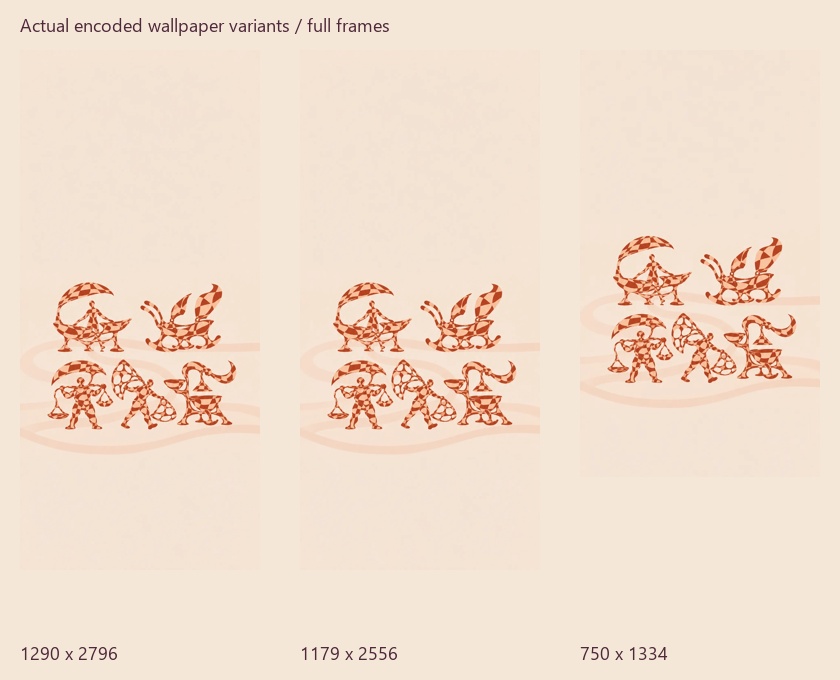 Actual encoded wallpaper variants / full frames
1290 x 2796
1179 x 2556
750 x 1334